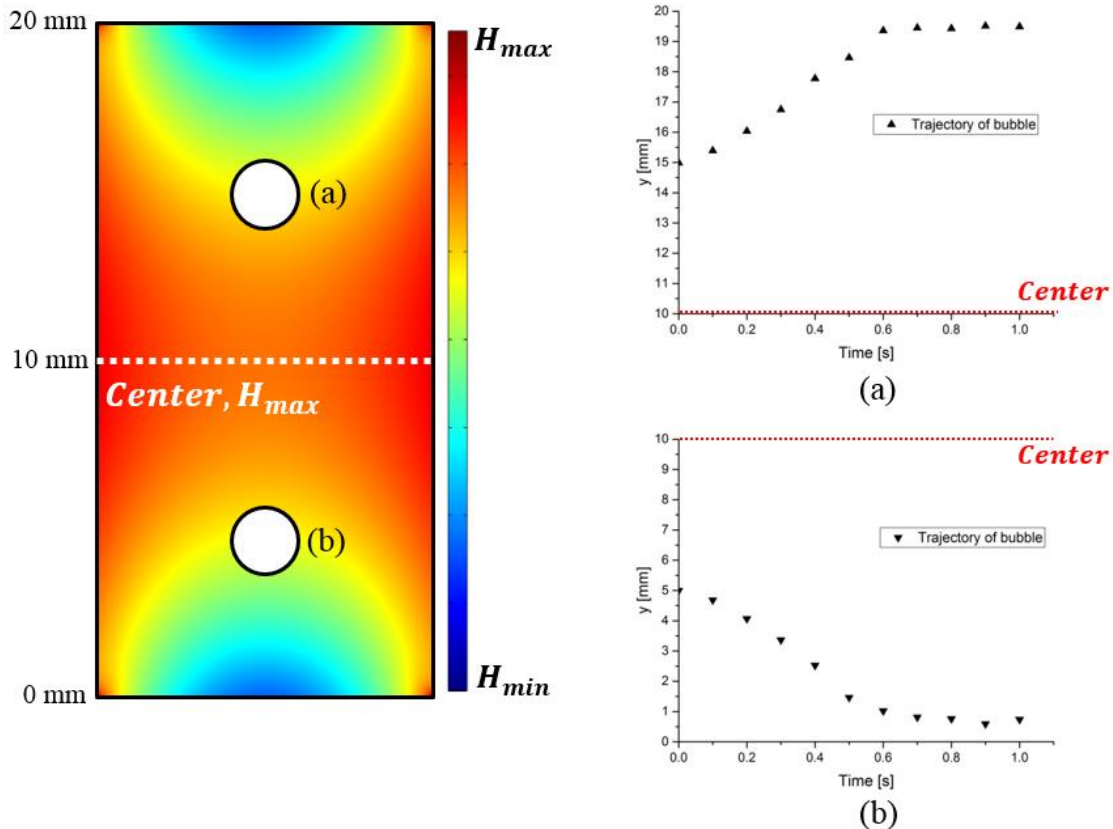 20 mm
H_max
(a)
10 mm
Center, H_max
(b)
0 mm
H_min
20
19
18
17
16
15
14
13
12
11
10
y [mm]
Trajectory of bubble
Center
0.0 0.2 0.4 0.6 0.8 1.0
Time [s]
(a)
10
9
8
7
6
5
4
3
2
1
0
y [mm]
Center
Trajectory of bubble
0.0 0.2 0.4 0.6 0.8 1.0
Time [s]
(b)